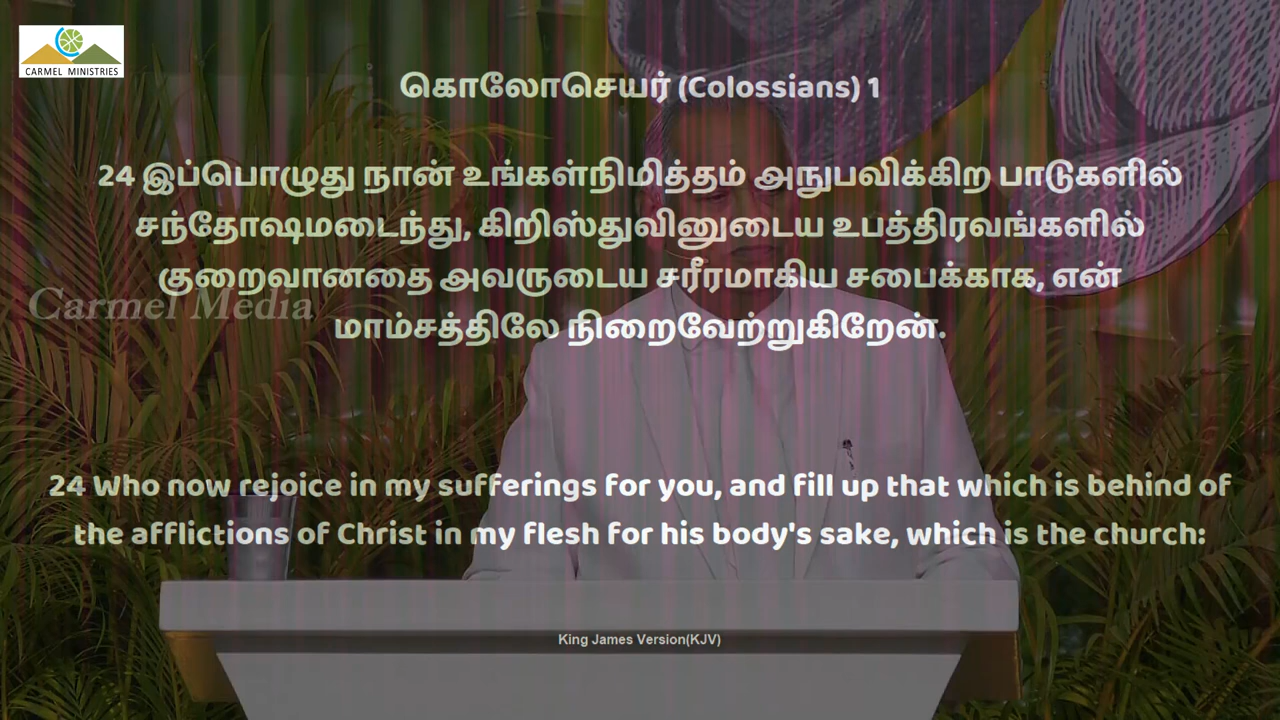 CARMEL MINISTRIES
கொலோசெயர் (Colossians) 1
24 இப்பொழுது நான் உங்கள்நிமித்தம் அநுபவிக்கிற பாடுகளில்
சந்தோஷமடைந்து, கிறிஸ்துவினுடைய உபத்திரவங்களில்
குறைவானதை அவருடைய சரீரமாகிய சபைக்காக, என்
Carmel Media
மாம்சத்திலே நிறைவேற்றுகிறேன்.
24 Who now rejoice in my sufferings for you, and fill up that which is behind of
the afflictions of Christ in my flesh for his body's sake, which is the church:
King James Version(KJV)